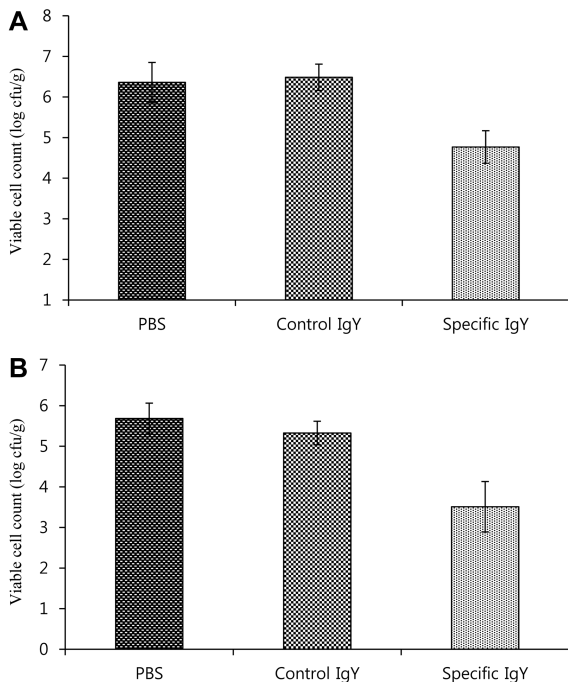 A
Viable cell count (log cfu/g)
8
7
6
5
4
3
2
1
PBS
Control IgY
Specific IgY
B
Viable cell count (log cfu/g)
7
6
5
4
3
2
1
0
PBS
Control IgY
Specific IgY